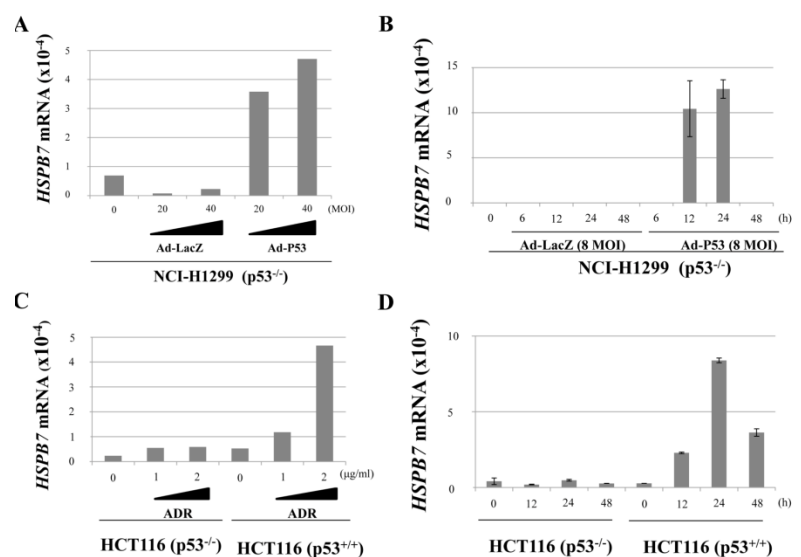 A
HSPB7 mRNA (x10⁻⁴)
5
4
3
2
1
0
0 20 40 20 40 (MOI)
Ad-LacZ Ad-P53
NCI-H1299 (p53⁻/⁻)
B
HSPB7 mRNA (x10⁻⁴)
15
10
5
0
0 6 12 24 48 6 12 24 48 (h)
Ad-LacZ (8 MOI) Ad-P53 (8 MOI)
NCI-H1299 (p53⁻/⁻)
C
HSPB7 mRNA (x10⁻⁴)
5
4
3
2
1
0
0 1 2 0 1 2 (μg/ml)
ADR ADR
HCT116 (p53⁻/⁻) HCT116 (p53⁺/⁺)
D
HSPB7 mRNA (x10⁻⁴)
10
5
0
0 12 24 48 0 12 24 48 (h)
HCT116 (p53⁻/⁻) HCT116 (p53⁺/⁺)